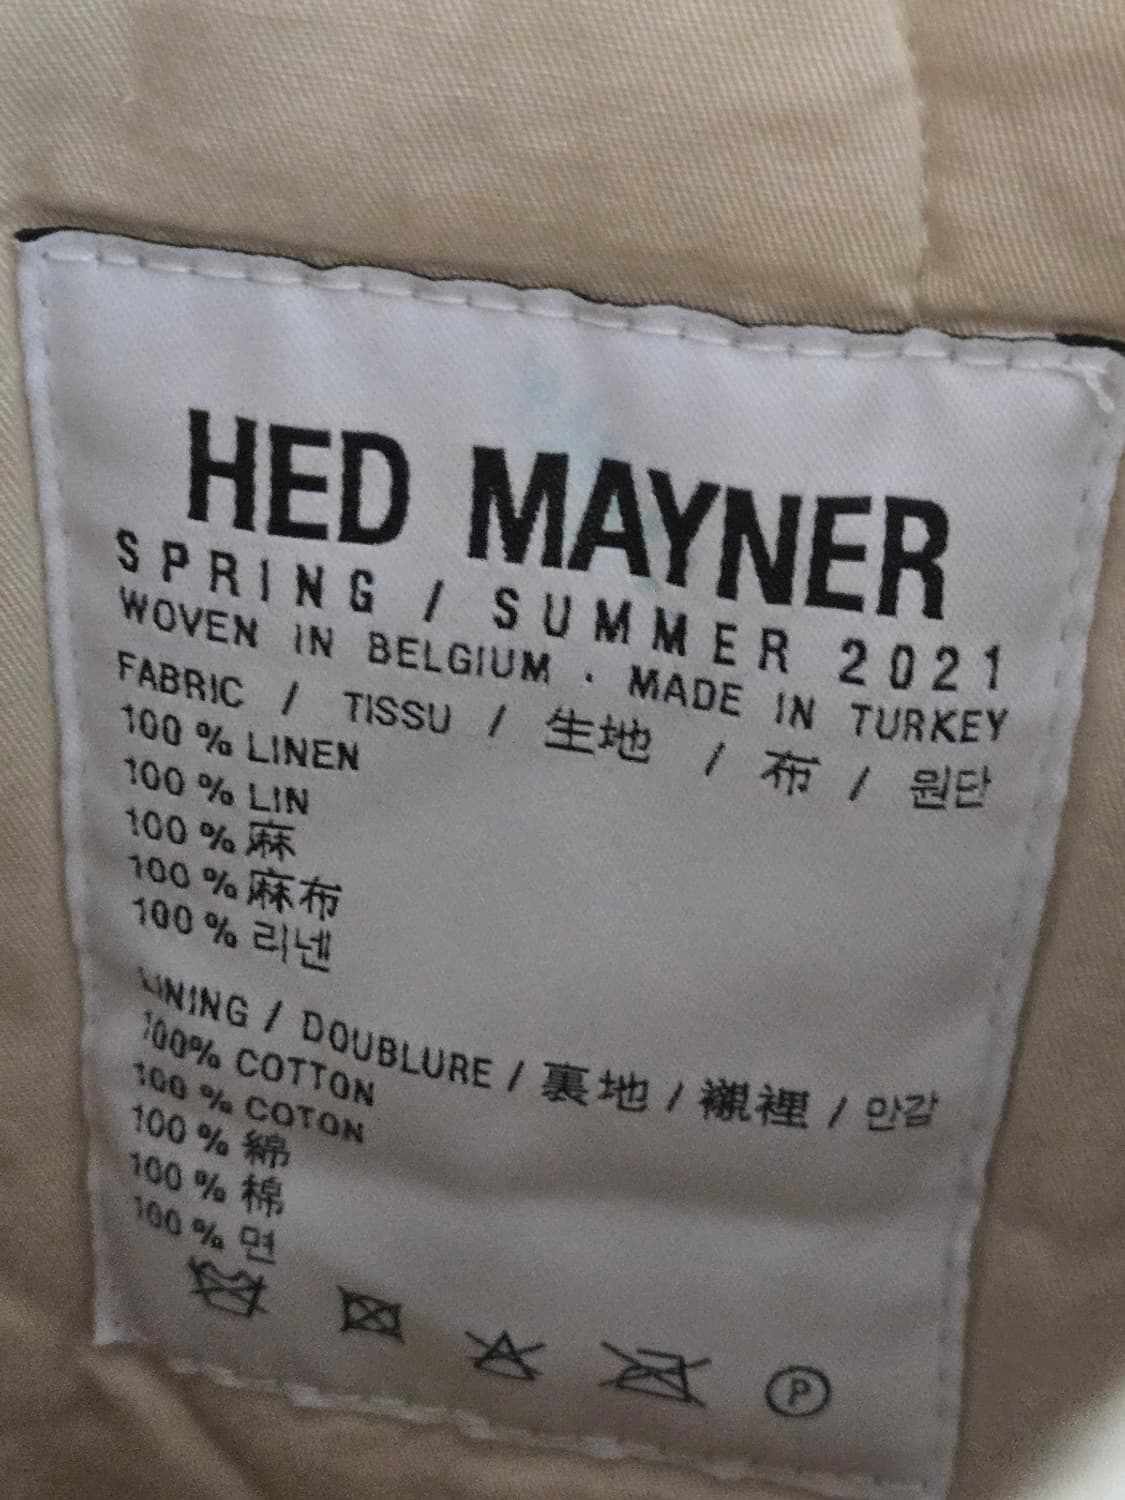 HED MAYNER
SPRING / SUMMER 2021
WOVEN IN BELGIUM . MADE IN TURKEY
FABRIC / TISSU / 生地 / 布 / 원단
100 % LINEN
100 % LIN
100 % 麻
100 % 麻布
100 % 리넨
LINING / DOUBLURE / 裏地 / 襯裡 / 안감
100% COTTON
100 % COTON
100 % 綿
100 % 棉
100 % 면
P